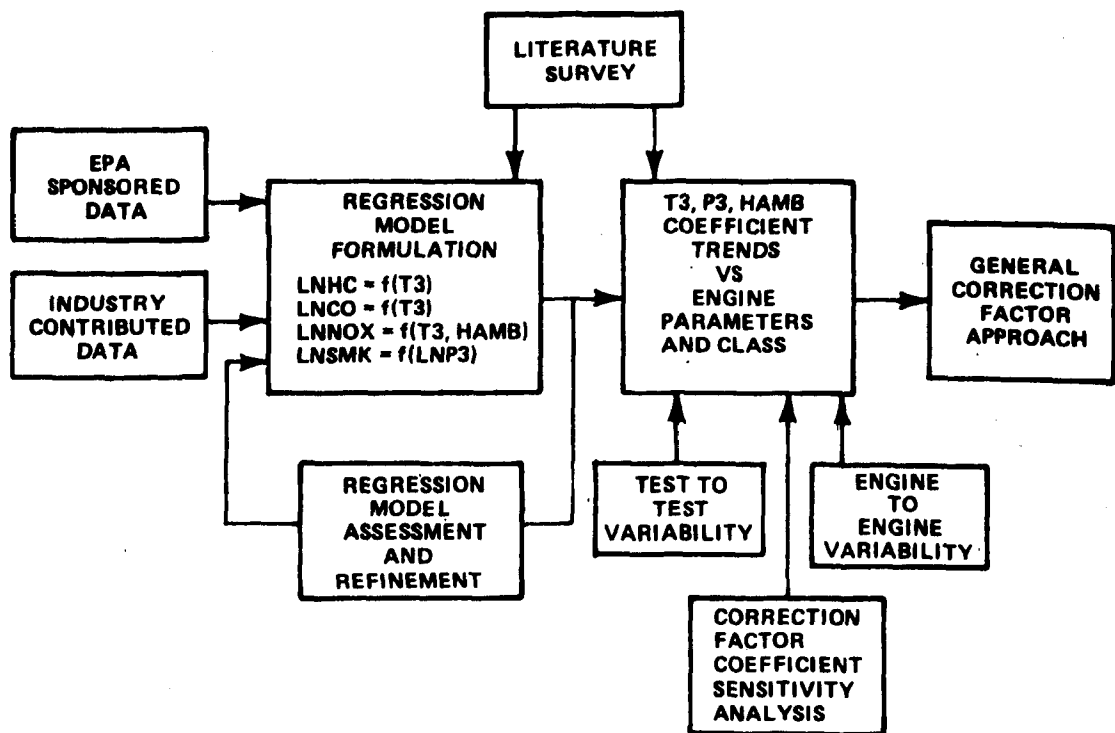 LITERATURE
SURVEY
EPA
SPONSORED
DATA
INDUSTRY
CONTRIBUTED
DATA
REGRESSION
MODEL
FORMULATION
LNHC = f(T3)
LNCO = f(T3)
LNNOX = f(T3, HAMB)
LNSMK = f(LNP3)
T3, P3, HAMB
COEFFICIENT
TRENDS
VS
ENGINE
PARAMETERS
AND CLASS
GENERAL
CORRECTION
FACTOR
APPROACH
REGRESSION
MODEL
ASSESSMENT
AND
REFINEMENT
TEST TO
TEST
VARIABILITY
ENGINE
TO
ENGINE
VARIABILITY
CORRECTION
FACTOR
COEFFICIENT
SENSITIVITY
ANALYSIS